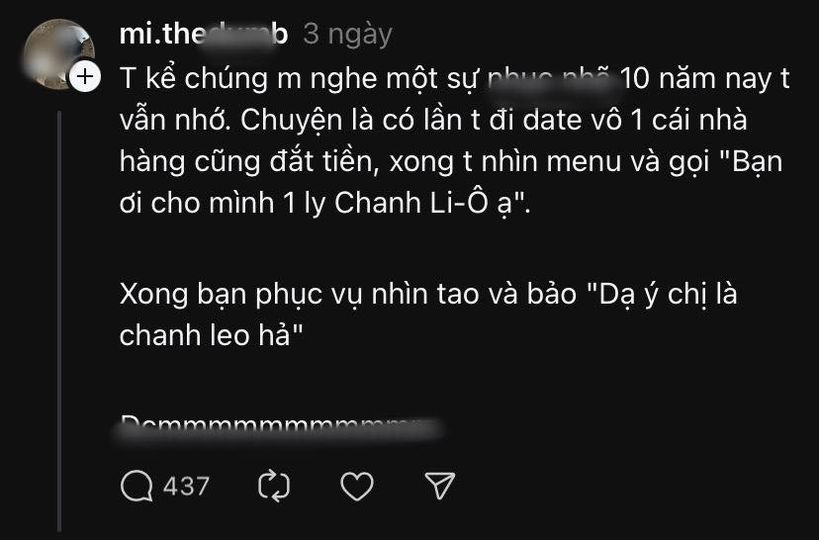 3 ngày
T kể chúng m nghe một sự 10 năm nay t
vẫn nhớ. Chuyện là có lần t đi date vô 1 cái nhà
hàng cũng đắt tiền, xong t nhìn menu và gọi "Bạn
ơi cho mình 1 ly Chanh Li-Ô ạ".
Xong bạn phục vụ nhìn tao và bảo "Dạ ý chị là
chanh leo hả"
437